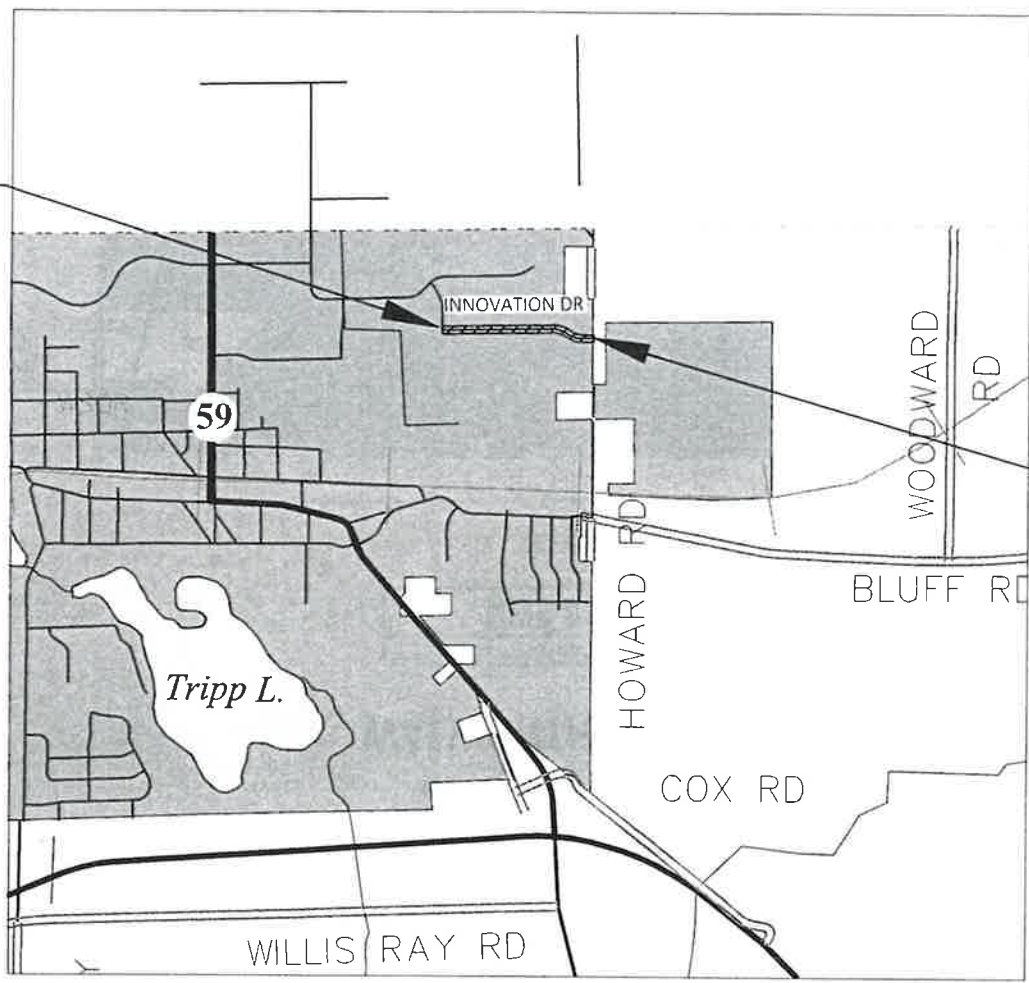 INNOVATION DR
59
WOODWARD RD
HOWARD RD
BLUFF RD
Tripp L.
COX RD
WILLIS RAY RD
Y